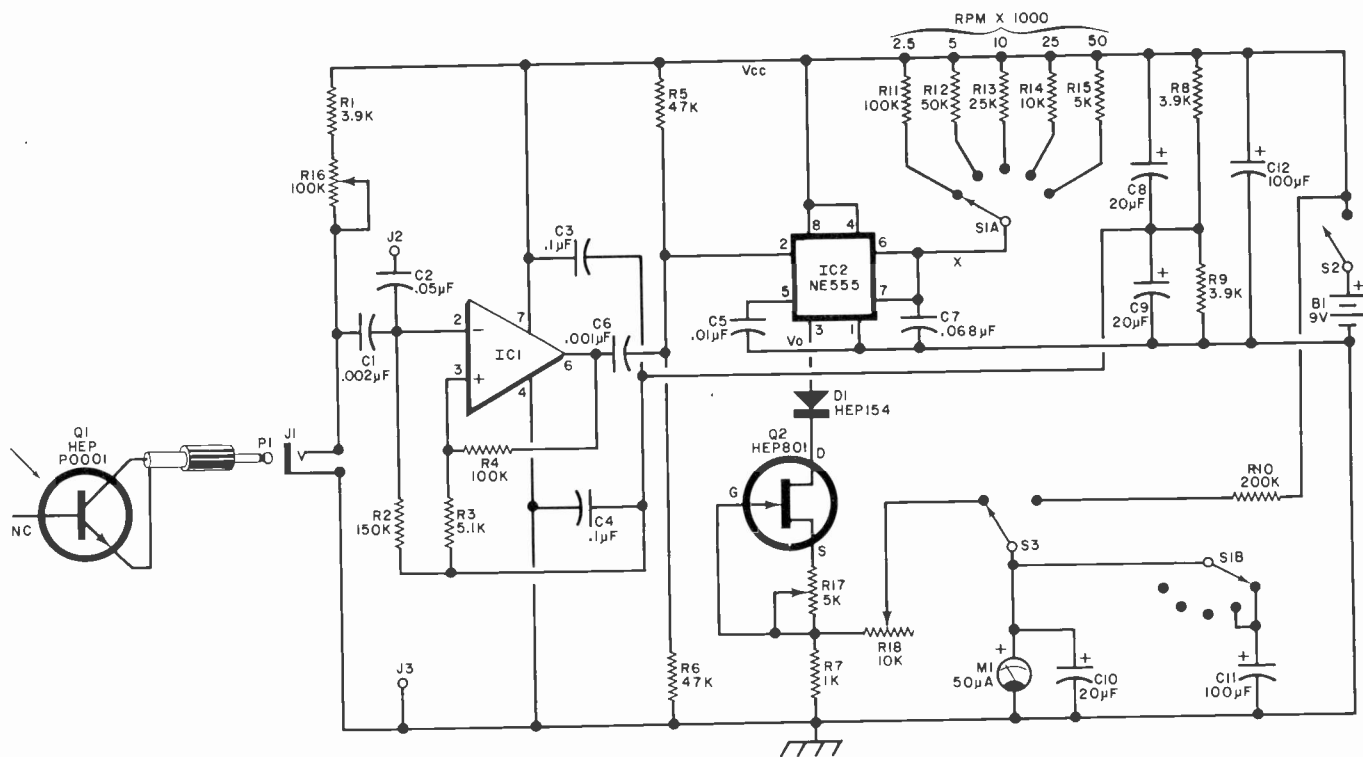 RPM X 1000
2.5 5 10 25 50
Vcc
R1
3.9K
R16
100K
R5
47K
R11
100K
R12
50K
R13
25K
R14
10K
R15
5K
R8
3.9K
C12
100µF
C8
20µF
S1A
S2
B1
9V
J2
C2
.05µF
C3
.1µF
C1
.002µF
2
3
7
4
6
IC1
C6
.001µF
8
4
2
6
5
7
3
1
IC2
NE555
X
C5
.01µF
Vo
C7
.068µF
C9
20µF
R9
3.9K
D1
HEP154
Q1
HEP
P0001
NC
P1
J1
R4
100K
R2
150K
R3
5.1K
C4
.1µF
Q2
HEP801
D
G
S
R17
5K
R18
10K
R7
1K
R6
47K
J3
R10
200K
S3
S1B
M1
50µA
C10
20µF
C11
100µF